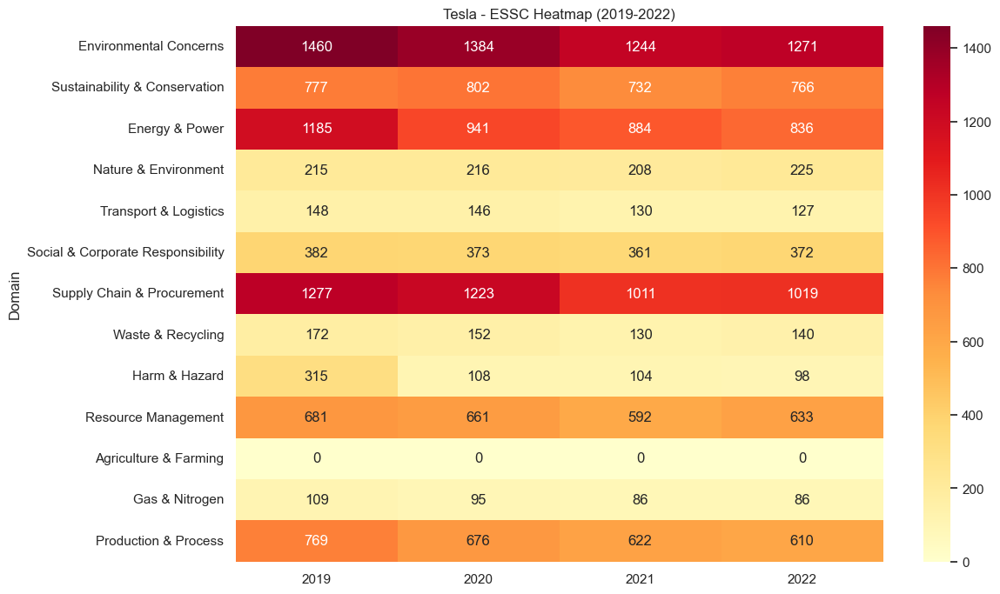 Tesla - ESSC Heatmap (2019-2022)
Domain
Environmental Concerns 1460 1384 1244 1271
Sustainability & Conservation 777 802 732 766
Energy & Power 1185 941 884 836
Nature & Environment 215 216 208 225
Transport & Logistics 148 146 130 127
Social & Corporate Responsibility 382 373 361 372
Supply Chain & Procurement 1277 1223 1011 1019
Waste & Recycling 172 152 130 140
Harm & Hazard 315 108 104 98
Resource Management 681 661 592 633
Agriculture & Farming 0 0 0 0
Gas & Nitrogen 109 95 86 86
Production & Process 769 676 622 610
2019 2020 2021 2022
1400
1200
1000
800
600
400
200
0